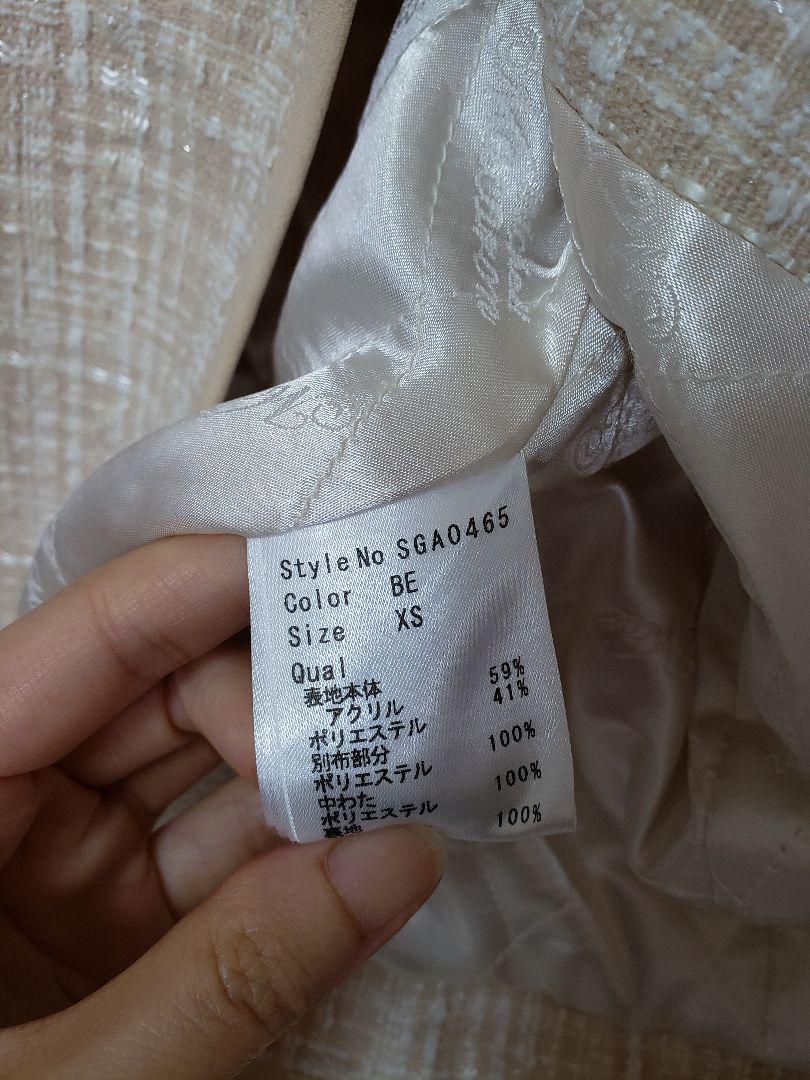 Style No SGA0465
Color BE
Size XS
Qual
表地本体
アクリル 59%
ポリエステル 41%
別布部分
ポリエステル 100%
中わた
ポリエステル 100%
裏地
100%